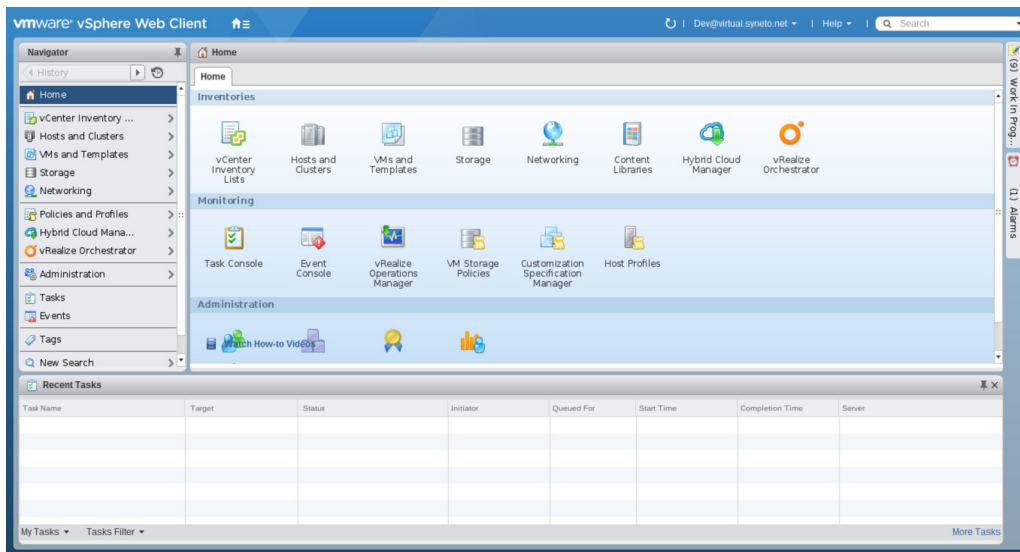 vmware® vSphere Web Client
Dev@virtual.syneto.net
Help
Search
Navigator
History
Home
vCenter Inventory ...
Hosts and Clusters
VMs and Templates
Storage
Networking
Policies and Profiles
Hybrid Cloud Mana...
vRealize Orchestrator
Administration
Tasks
Events
Tags
New Search
Home
Home
Inventories
vCenter
Inventory
Lists
Hosts and
Clusters
VMs and
Templates
Storage
Networking
Content
Libraries
Hybrid Cloud
Manager
vRealize
Orchestrator
Monitoring
Task Console
Event
Console
vRealize
Operations
Manager
VM Storage
Policies
Customization
Specification
Manager
Host Profiles
Administration
Watch How-to Videos
(9) Work In Prog...
(1) Alarms
Recent Tasks
Task Name
Target
Status
Initiator
Queued For
Start Time
Completion Time
Server
My Tasks
Tasks Filter
More Tasks